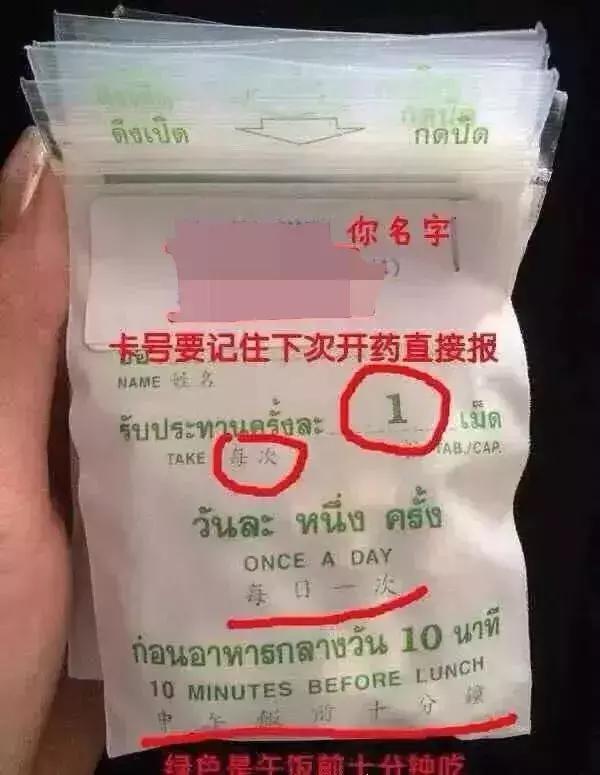 ดึงเปิด กดปิด
你名字
卡号要记住下次开药直接报
NAME 姓名
รับประทานครั้งละ 1 เม็ด
TAKE 每次 TAB./CAP.
วันละ หนึ่ง ครั้ง
ONCE A DAY
每日一次
ก่อนอาหารกลางวัน 10 นาที
10 MINUTES BEFORE LUNCH
中午飯前十分鐘
绿色是午饭前十分钟吃